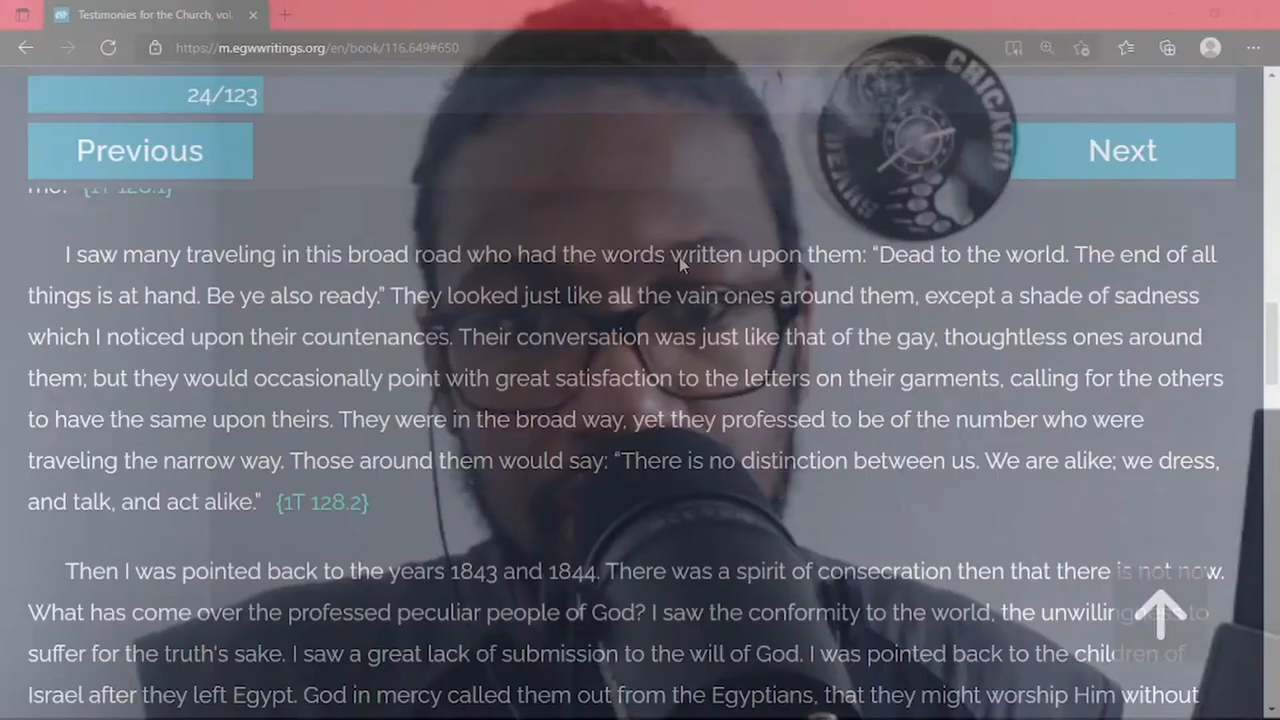 Testimonies for the Church, vol.
https://m.egwwritings.org/en/book/116.649#650
24/123
Previous
Next
CHICAGO
me." {1T 128.1}
I saw many traveling in this broad road who had the words written upon them: “Dead to the world. The end of all
things is at hand. Be ye also ready.” They looked just like all the vain ones around them, except a shade of sadness
which I noticed upon their countenances. Their conversation was just like that of the gay, thoughtless ones around
them; but they would occasionally point with great satisfaction to the letters on their garments, calling for the others
to have the same upon theirs. They were in the broad way, yet they professed to be of the number who were
traveling the narrow way. Those around them would say: “There is no distinction between us. We are alike; we dress,
and talk, and act alike.” {1T 128.2}
Then I was pointed back to the years 1843 and 1844. There was a spirit of consecration then that there is not now.
What has come over the professed peculiar people of God? I saw the conformity to the world, the unwillingness to
suffer for the truth's sake. I saw a great lack of submission to the will of God. I was pointed back to the children of
Israel after they left Egypt. God in mercy called them out from the Egyptians, that they might worship Him without